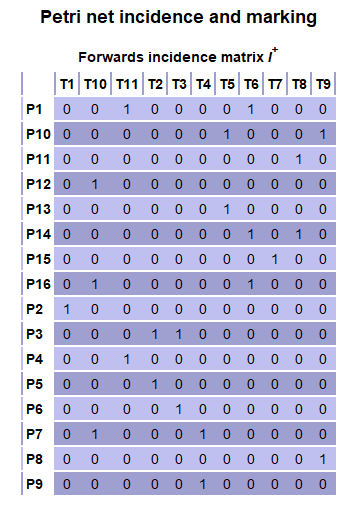 Petri net incidence and marking
Forwards incidence matrix I+
T1 T10 T11 T2 T3 T4 T5 T6 T7 T8 T9
P1 0 0 1 0 0 0 0 1 0 0 0
P10 0 0 0 0 0 0 1 0 0 0 1
P11 0 0 0 0 0 0 0 0 0 1 0
P12 0 1 0 0 0 0 0 0 0 0 0
P13 0 0 0 0 0 0 1 0 0 0 0
P14 0 0 0 0 0 0 0 1 0 1 0
P15 0 0 0 0 0 0 0 0 1 0 0
P16 0 1 0 0 0 0 0 1 0 0 0
P2 1 0 0 0 0 0 0 0 0 0 0
P3 0 0 0 1 1 0 0 0 0 0 0
P4 0 0 1 0 0 0 0 0 0 0 0
P5 0 0 0 1 0 0 0 0 0 0 0
P6 0 0 0 0 1 0 0 0 0 0 0
P7 0 1 0 0 0 1 0 0 0 0 0
P8 0 0 0 0 0 0 0 0 0 0 1
P9 0 0 0 0 0 1 0 0 0 0 0